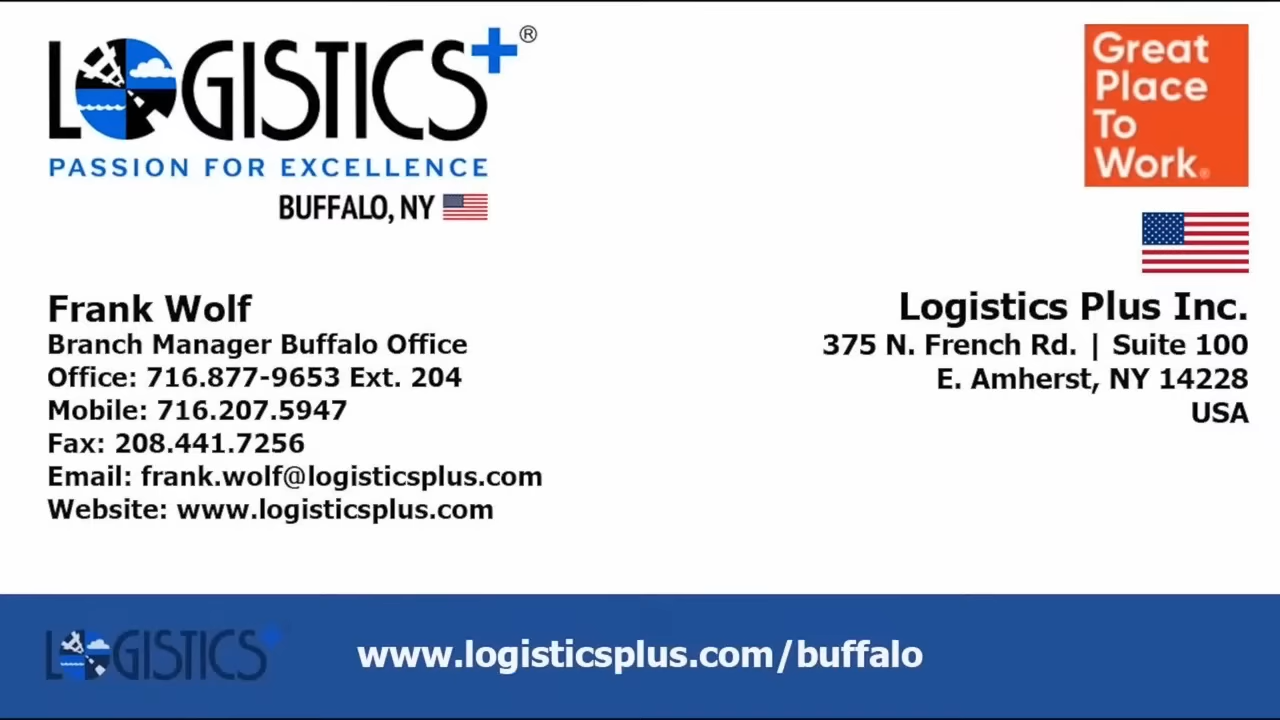 LOGISTICS+®
PASSION FOR EXCELLENCE
BUFFALO, NY
Great
Place
To
Work®
Frank Wolf
Branch Manager Buffalo Office
Office: 716.877-9653 Ext. 204
Mobile: 716.207.5947
Fax: 208.441.7256
Email: frank.wolf@logisticsplus.com
Website: www.logisticsplus.com
Logistics Plus Inc.
375 N. French Rd. | Suite 100
E. Amherst, NY 14228
USA
LOGISTICS+
www.logisticsplus.com/buffalo